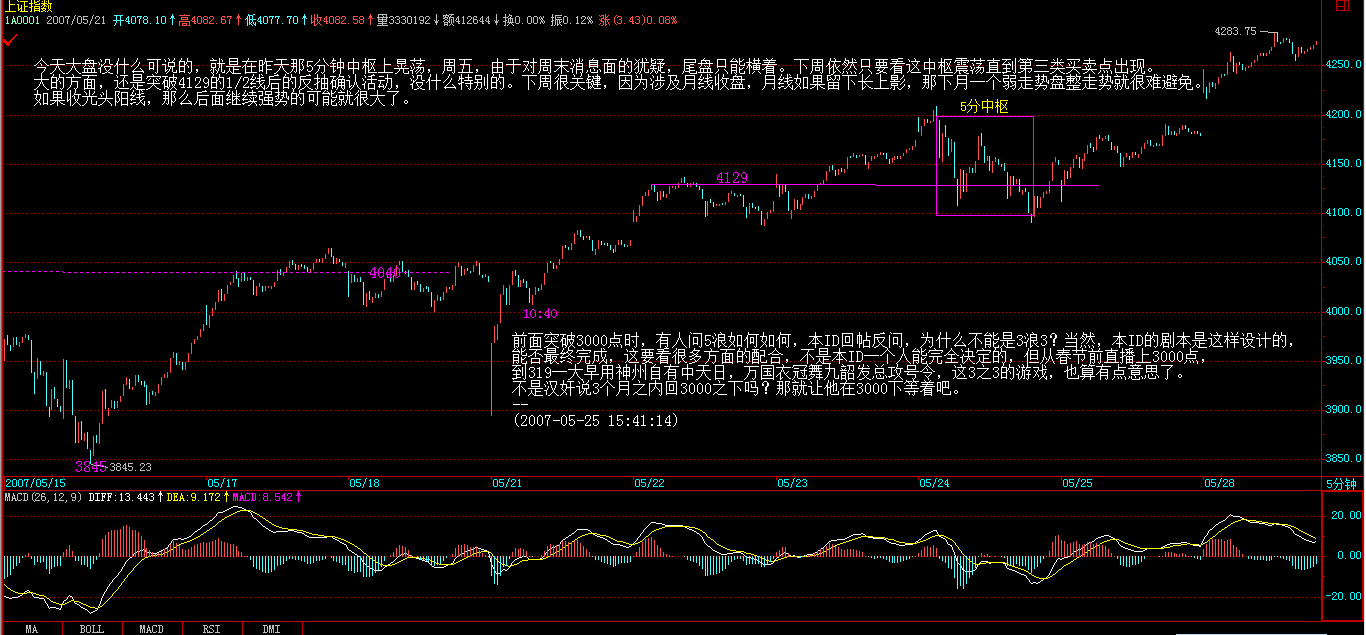 上证指数
1A0001 2007/05/21 开4078.10↑高4082.67↑低4077.70↑收4082.58↑量3330192↓额412644↓换0.00% 振0.12% 涨(3.43)0.08%
日
4283.75
今天大盘没什么可说的，就是在昨天那5分钟中枢上晃荡，周五，由于对周末消息面的犹疑，尾盘只能横着。下周依然只要看这中枢震荡直到第三类买卖点出现。
大的方面，还是突破4129的1/2线后的反抽确认活动，没什么特别的。下周很关键，因为涉及月线收盘，月线如果留下长上影，那下月一个弱走势盘整走势就很难避免。
如果收光头阳线，那么后面继续强势的可能就很大了。
5分中枢
4129
4040
10:40
前面突破3000点时，有人问5浪如何如何，本ID回帖反问，为什么不能是3浪3？当然，本ID的剧本是这样设计的，
能否最终完成，这要看很多方面的配合，不是本ID一个人能完全决定的，但从春节前直播上3000点，
到319一大早用神州自有中天日，万国衣冠舞九韶发总攻号令，这3之3的游戏，也算有点意思了。
不是汉奸说3个月之内回3000之下吗？那就让他在3000下等着吧。
--
(2007-05-25 15:41:14)
3845
3845.23
4250.0
4200.0
4150.0
4100.0
4050.0
4000.0
3950.0
3900.0
3850.0
2007/05/15 05/17 05/18 05/21 05/22 05/23 05/24 05/25 05/28 5分钟
MACD(26,12,9) DIFF:13.443↑DEA:9.172↑MACD:8.542↑
20.00
0.00
-20.00
MA BOLL MACD RSI DMI